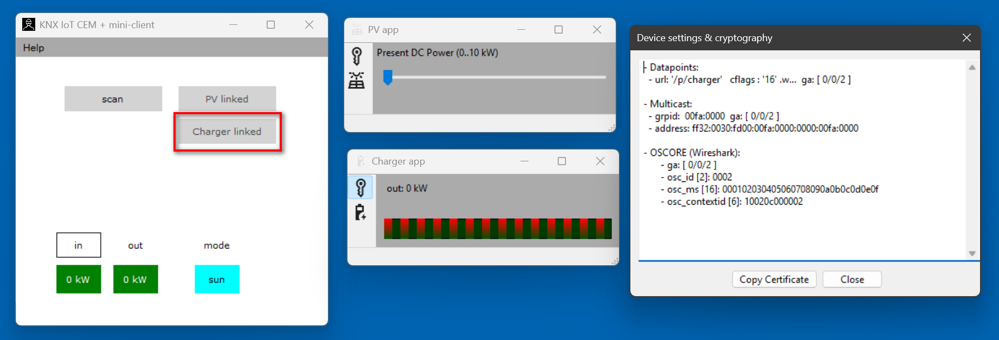 KNX IoT CEM + mini-client
Help
scan
PV linked
Charger linked
in
out
mode
0 kW
0 kW
sun
PV app
Present DC Power (0..10 kW)
Charger app
out: 0 kW
Device settings & cryptography
- Datapoints:
- url: '/p/charger' cflags : '16' .w... ga: [ 0/0/2 ]
- Multicast:
- grpid: 00fa:0000 ga: [ 0/0/2 ]
- address: ff32:0030:fd00:00fa:0000:0000:00fa:0000
- OSCORE (Wireshark):
- ga: [ 0/0/2 ]
- osc_id [2]: 0002
- osc_ms [16]: 000102030405060708090a0b0c0d0e0f
- osc_contextid [6]: 10020c000002
Copy Certificate
Close